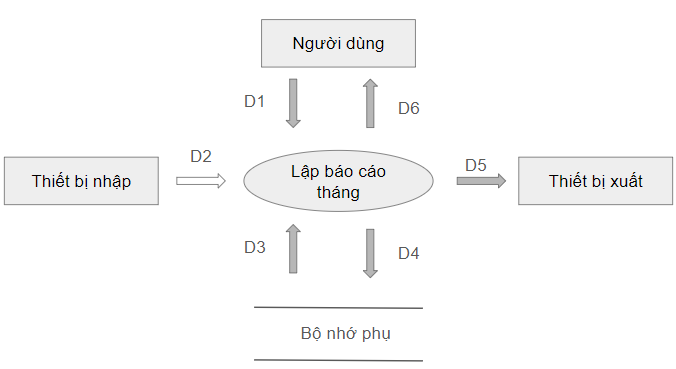 Người dùng
D1
D6
D2
Thiết bị nhập
Lập báo cáo
tháng
D5
Thiết bị xuất
D3
D4
Bộ nhớ phụ